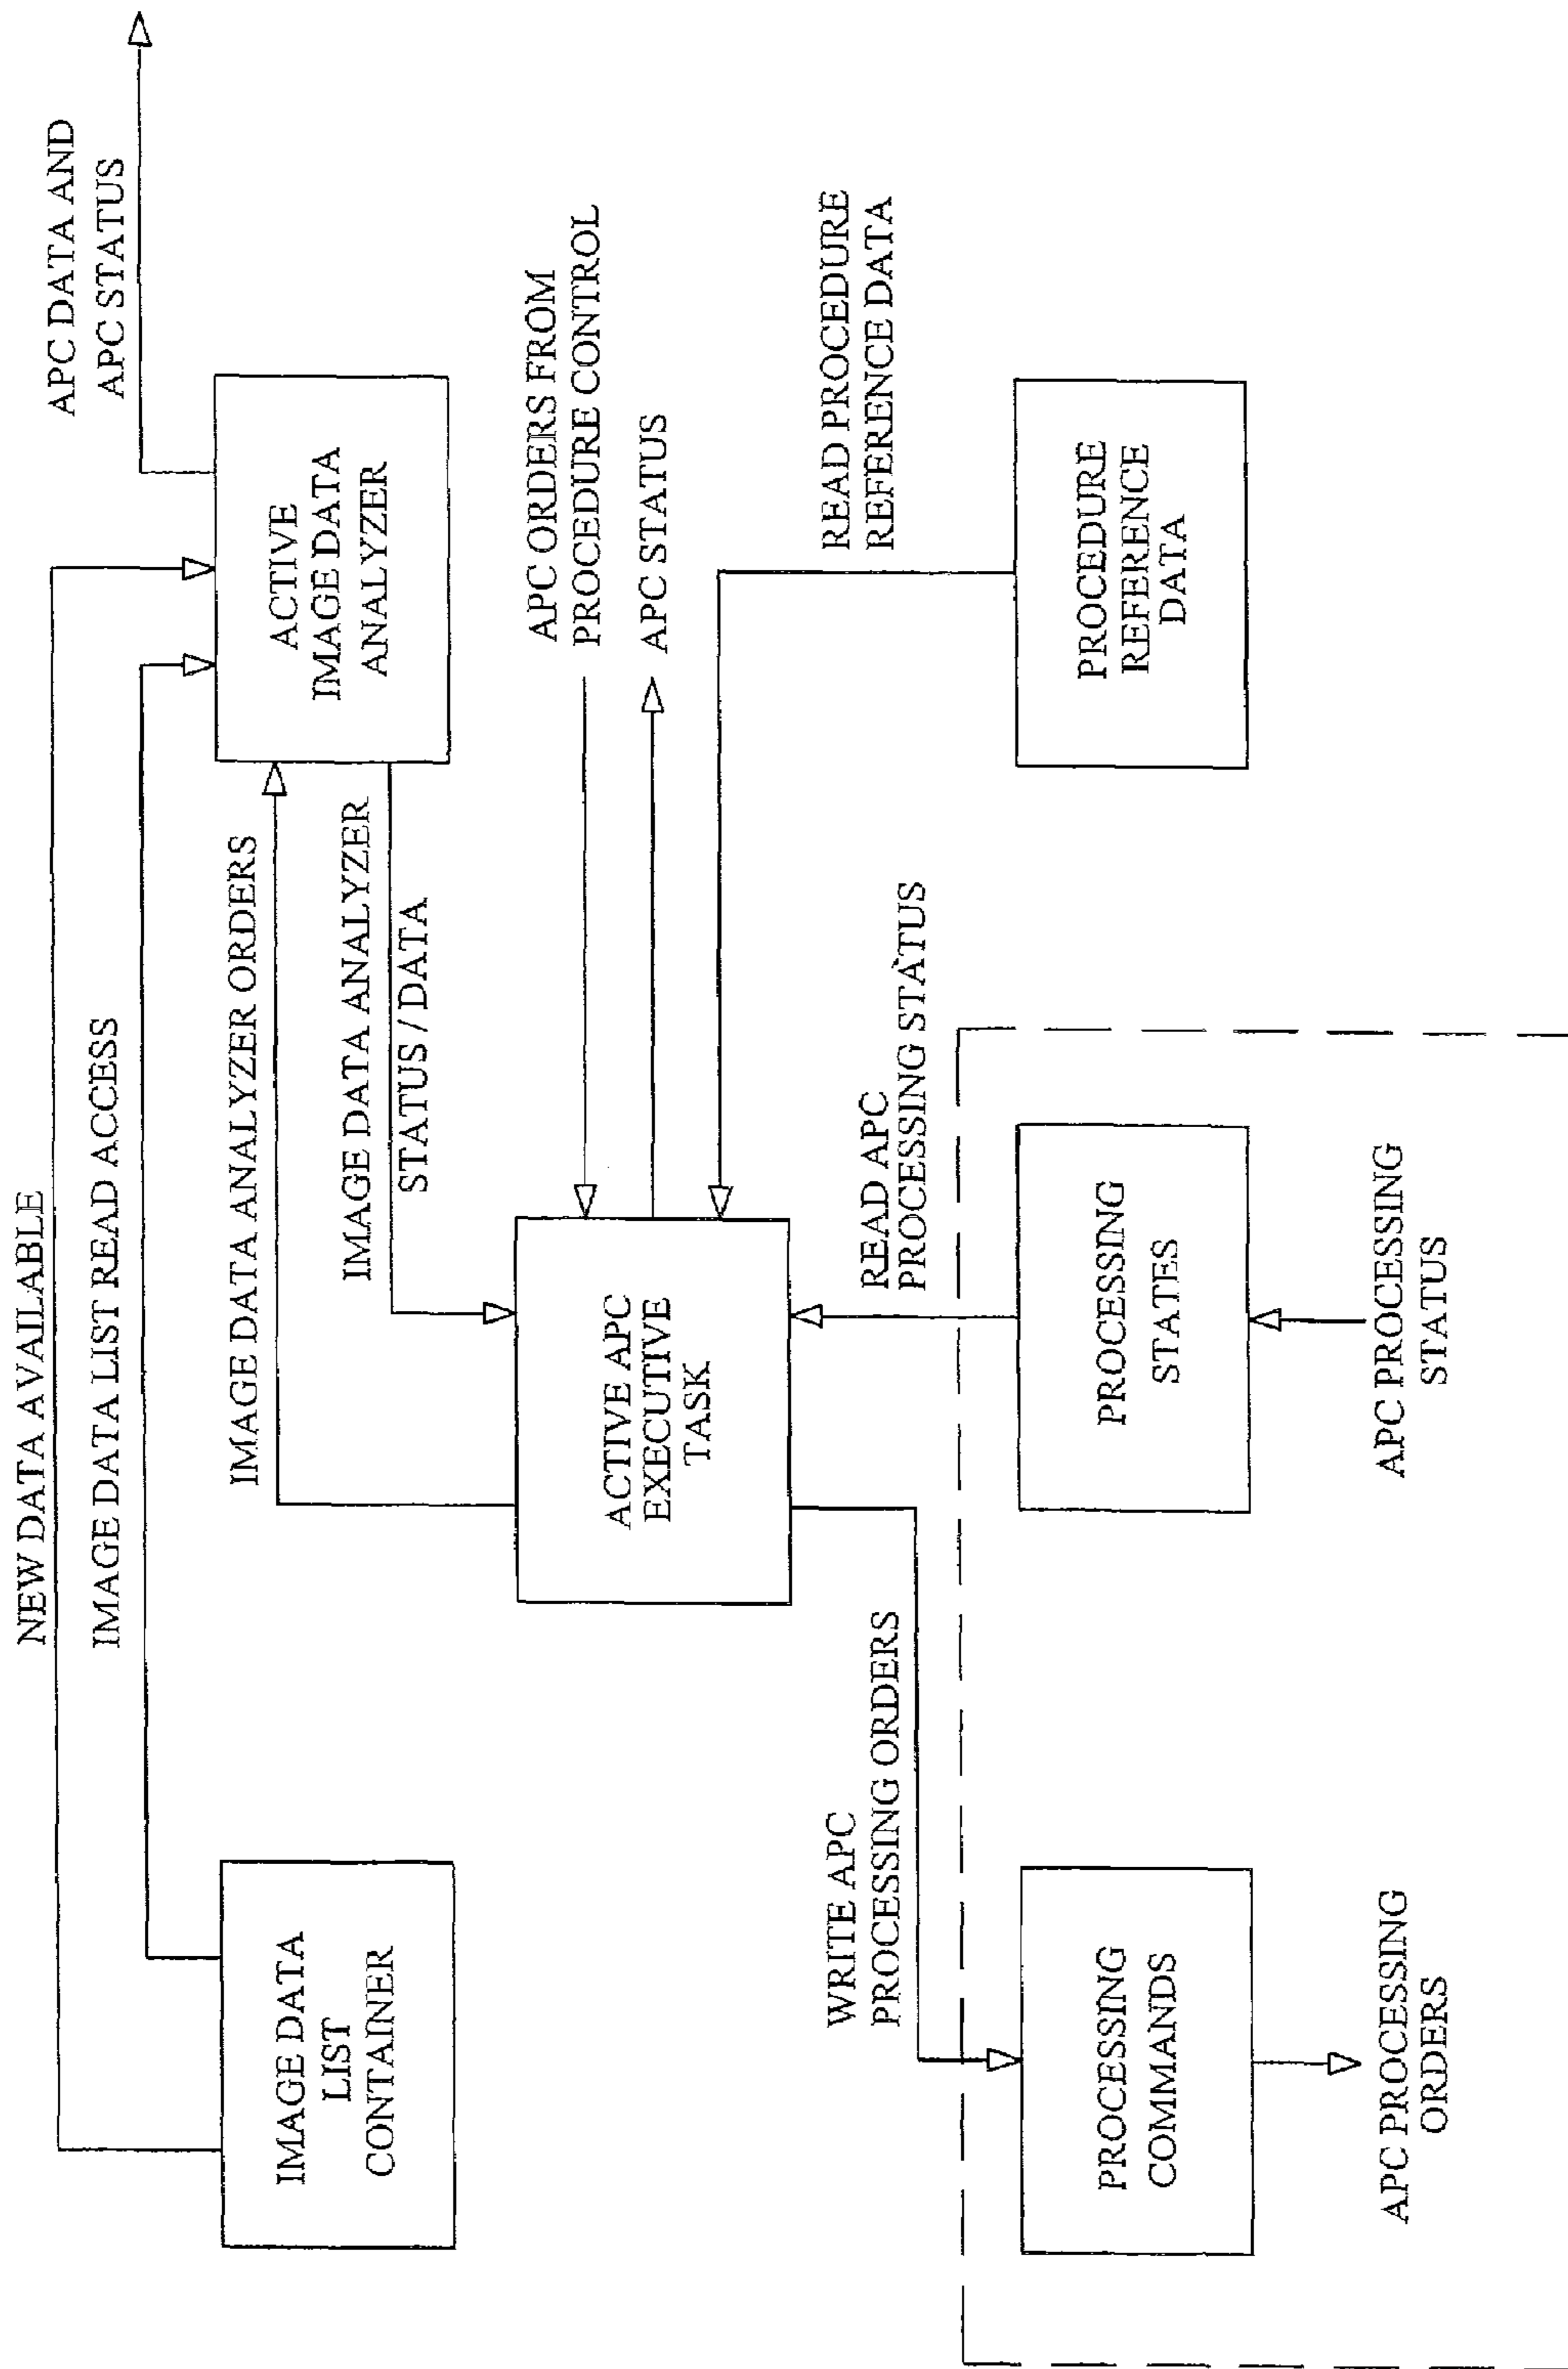 NEW DATA AVAILABLE
IMAGE DATA LIST READ ACCESS
APC DATA AND
APC STATUS
IMAGE DATA
LIST
CONTAINER
IMAGE DATA ANALYZER ORDERS
IMAGE DATA ANALYZER
STATUS / DATA
ACTIVE
IMAGE DATA
ANALYZER
ACTIVE APC
EXECUTIVE
TASK
APC ORDERS FROM
PROCEDURE CONTROL
APC STATUS
WRITE APC
PROCESSING ORDERS
READ APC
PROCESSING STATUS
READ PROCEDURE
REFERENCE DATA
PROCESSING
COMMANDS
PROCESSING
STATES
PROCEDURE
REFERENCE
DATA
APC PROCESSING
ORDERS
APC PROCESSING
STATUS